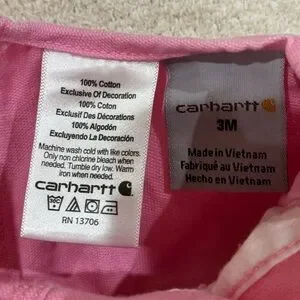 100% Cotton
Exclusive Of Decoration
100% Coton
Exclusif Des Décorations
100% Algodón
Excluyendo La Decoración
Machine wash cold with like colors.
Only non chlorine bleach when
needed. Tumble dry low. Warm
iron when needed.
carhartt
RN 13706
carhartt
3M
Made in Vietnam
Fabriqué au Vietnam
Hecho en Vietnam